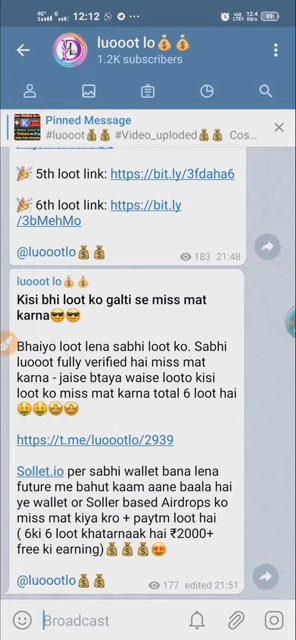 12:12
12.4
89
luooot lo💰💰
1.2K subscribers
Pinned Message
#luooot💰💰 #Video_uploded💰💰 Cos...
🎉 5th loot link: https://bit.ly/3fdaha6
🎉 6th loot link: https://bit.ly
/3bMehMo
@luoootlo💰💰
183 21:48
luooot lo💰💰
Kisi bhi loot ko galti se miss mat
karna😎😎
Bhaiyo loot lena sabhi loot ko. Sabhi
luooot fully verified hai miss mat
karna - jaise btaya waise looto kisi
loot ko miss mat karna total 6 loot hai
🤑🤑🤩🤩
https://t.me/luoootlo/2939
Sollet.io per sabhi wallet bana lena
future me bahut kaam aane baala hai
ye wallet or Soller based Airdrops ko
miss mat kiya kro + paytm loot hai
( 6ki 6 loot khatarnaak hai ₹2000+
free ki earning)💰💰💰😍
@luoootlo💰💰
177 edited 21:51
Broadcast